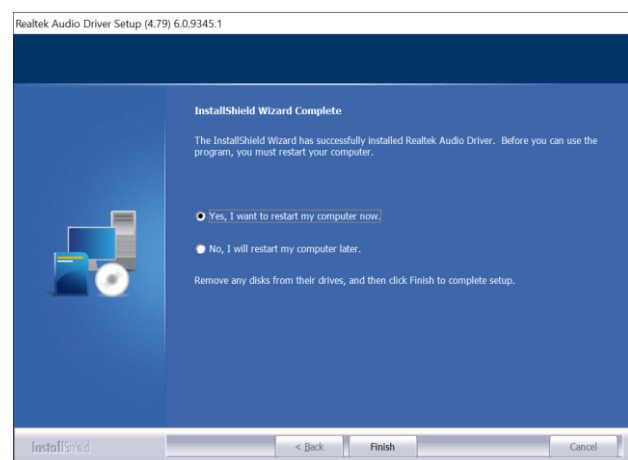 Realtek Audio Driver Setup (4.79) 6.0.9345.1
InstallShield Wizard Complete
The InstallShield Wizard has successfully installed Realtek Audio Driver. Before you can use the
program, you must restart your computer.
Yes, I want to restart my computer now.
No, I will restart my computer later.
Remove any disks from their drives, and then click Finish to complete setup.
InstallShield
< Back
Finish
Cancel